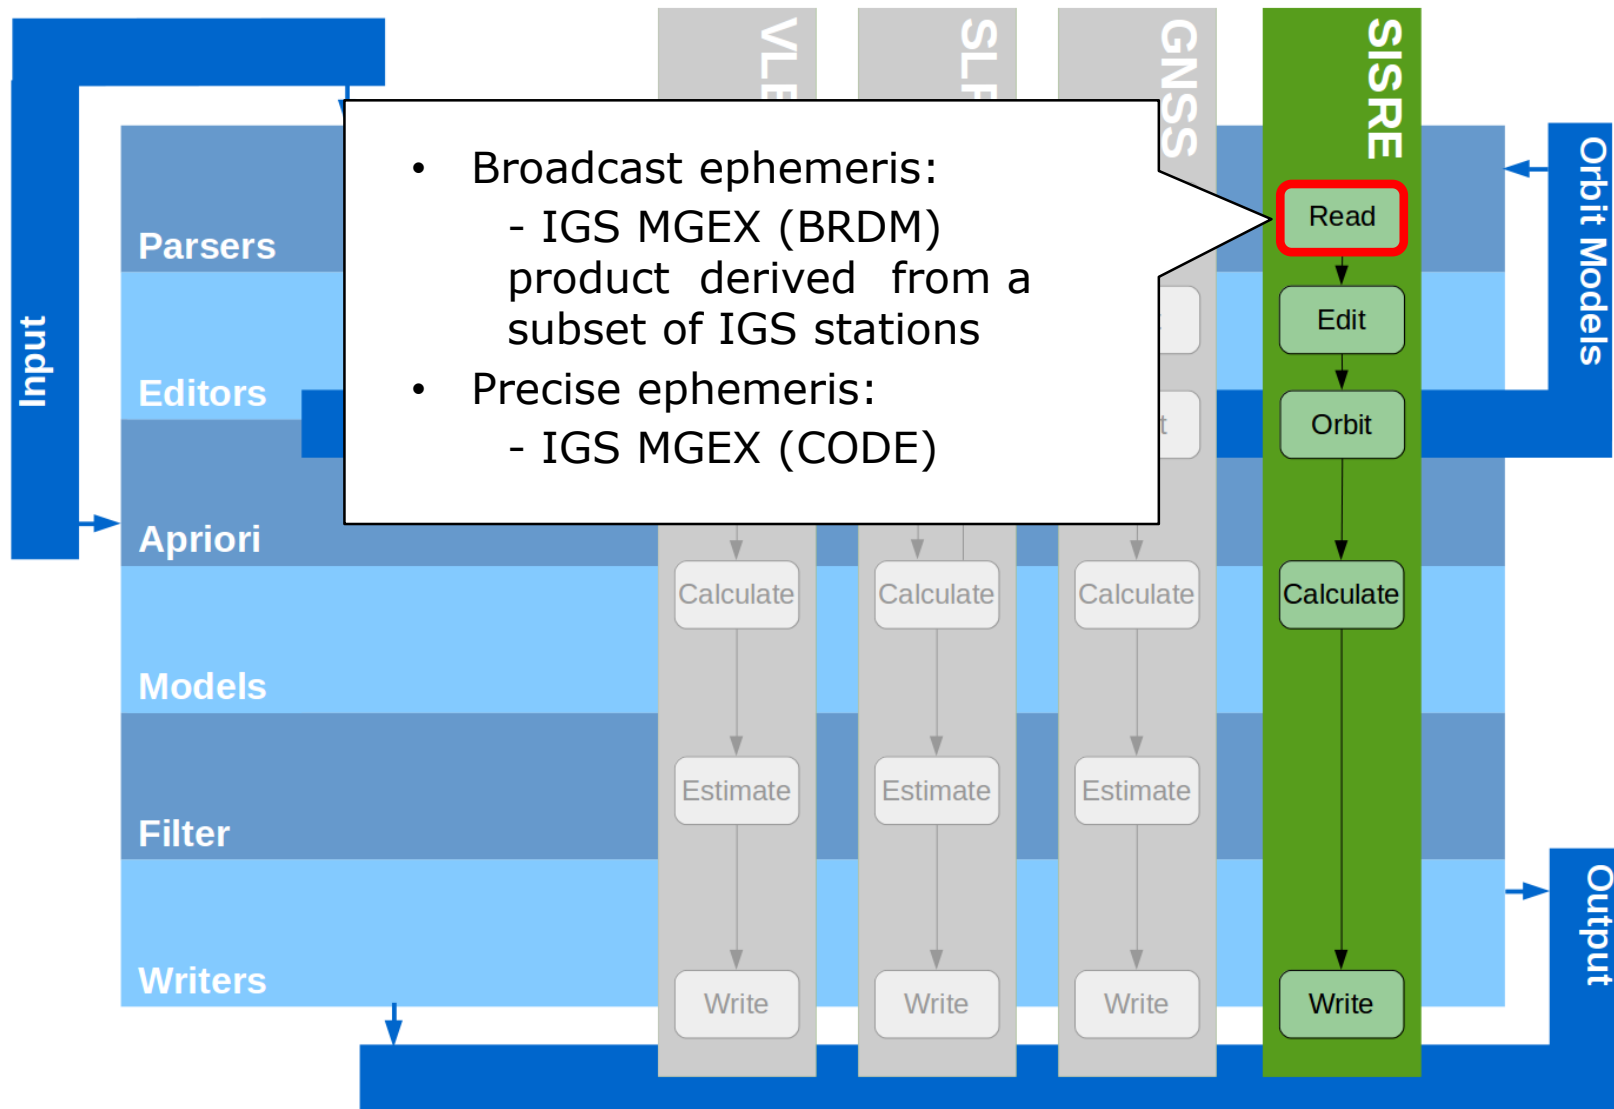 SISRE
GNSS
• Broadcast ephemeris:
- IGS MGEX (BRDM)
product derived from a
subset of IGS stations
• Precise ephemeris:
- IGS MGEX (CODE)
Input
Orbit Models
Output
Parsers
Editors
Apriori
Models
Filter
Writers
Read
Edit
Orbit
Calculate
Calculate
Calculate
Calculate
Estimate
Estimate
Estimate
Write
Write
Write
Write